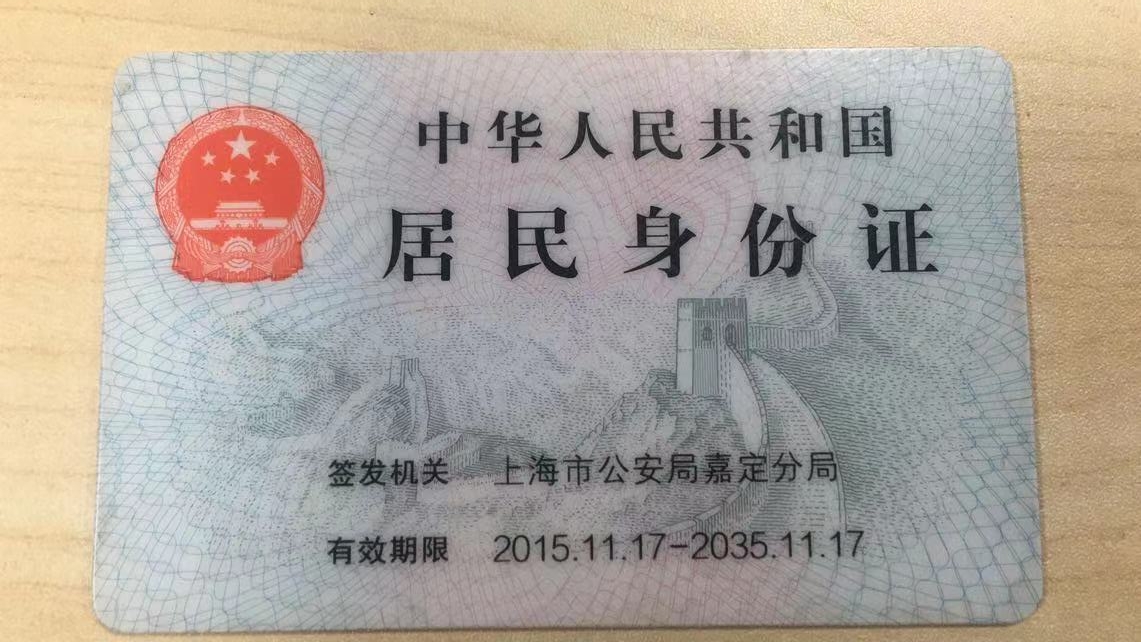 中华人民共和国
居民身份证
签发机关 上海市公安局嘉定分局
有效期限 2015.11.17-2035.11.17